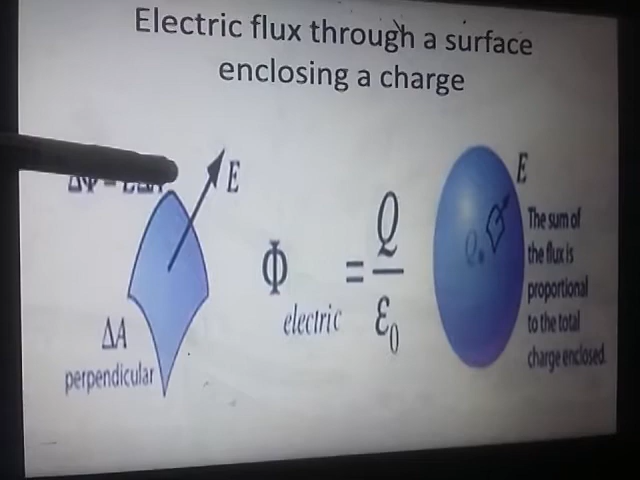 Electric flux through a surface
enclosing a charge
E
ΔA
perpendicular
Φ electric = Q / ε0
E
Q
The sum of
the flux is
proportional
to the total
charge enclosed.